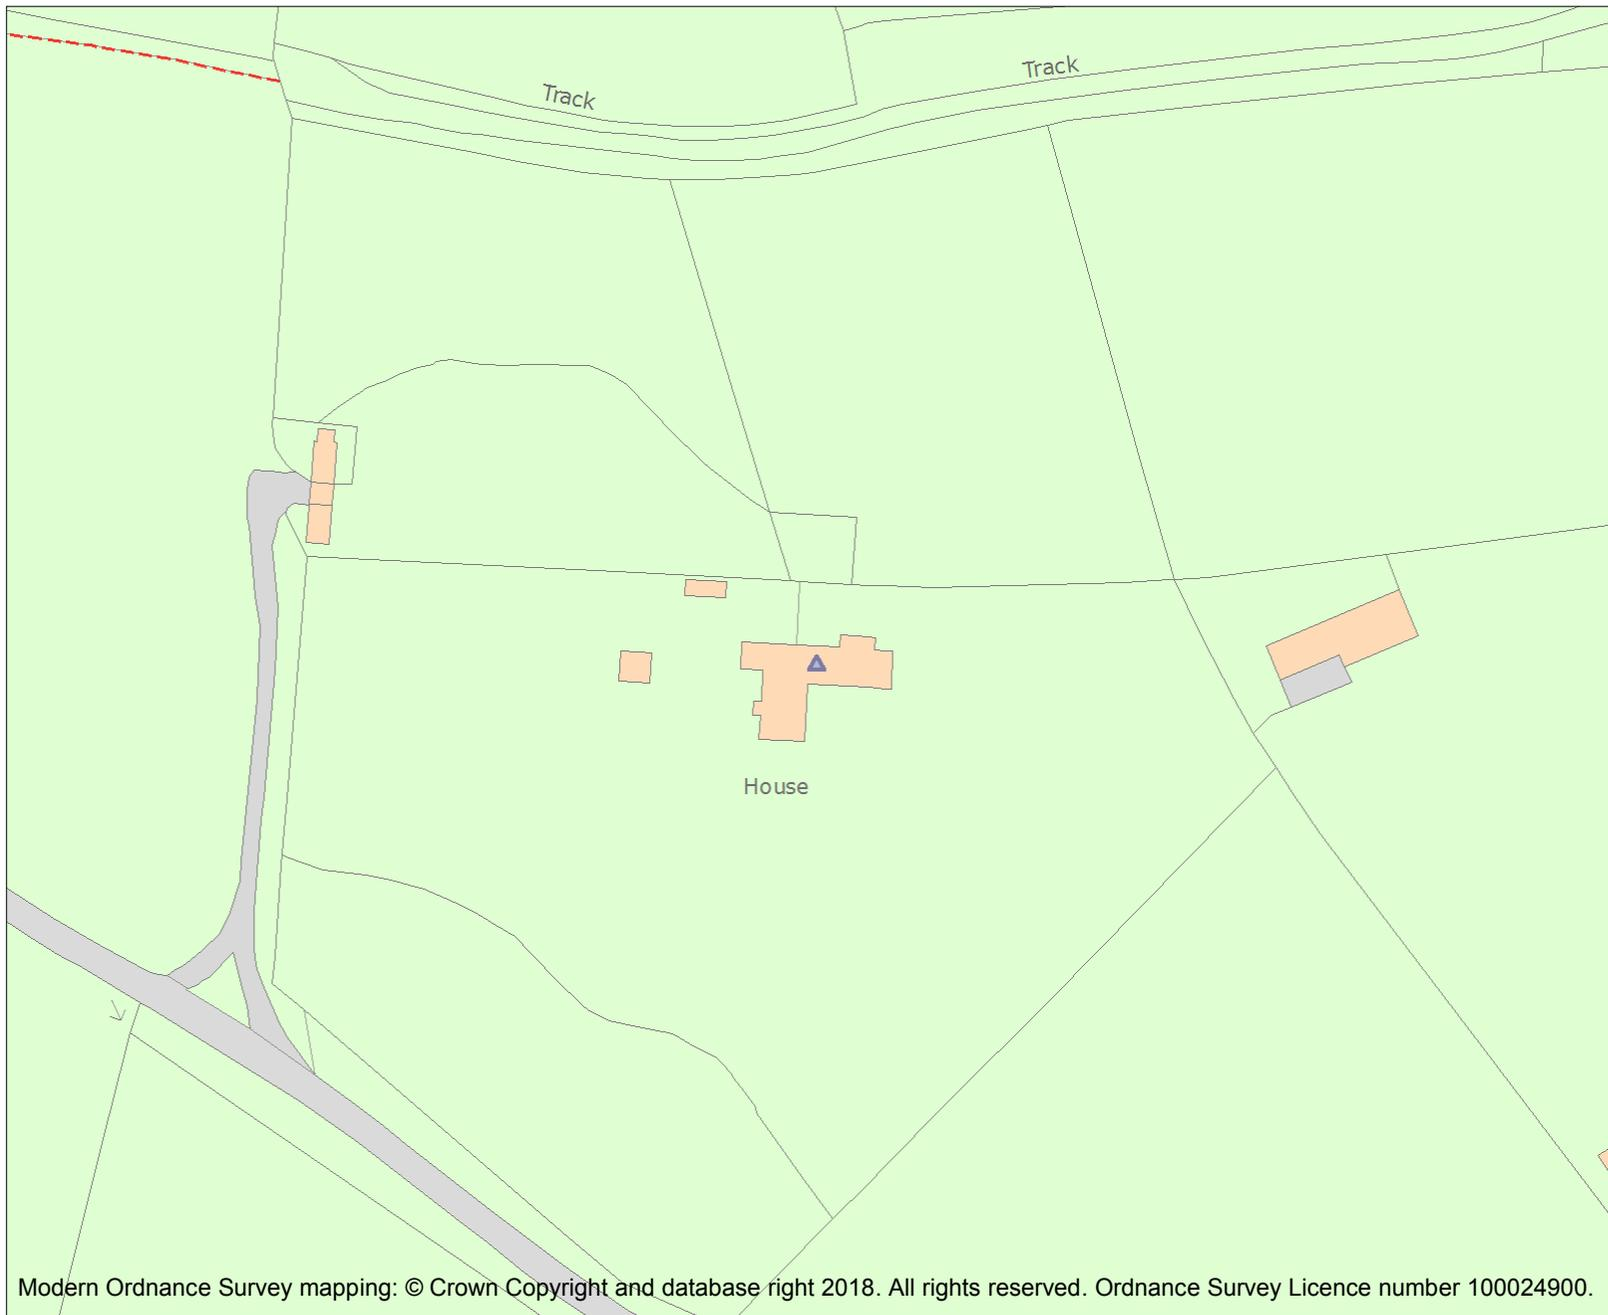 Track
Track
House
Modern Ordnance Survey mapping: © Crown Copyright and database right 2018. All rights reserved. Ordnance Survey Licence number 100024900.